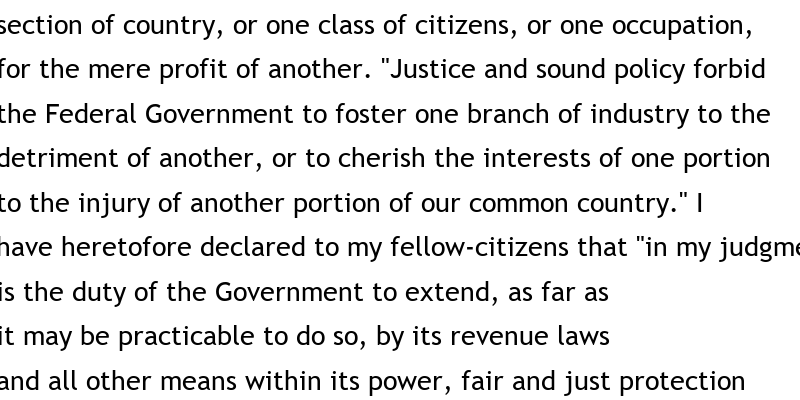 section of country, or one class of citizens, or one occupation,
for the mere profit of another. "Justice and sound policy forbid
the Federal Government to foster one branch of industry to the
detriment of another, or to cherish the interests of one portion
to the injury of another portion of our common country." I
have heretofore declared to my fellow-citizens that "in my judgme
is the duty of the Government to extend, as far as
it may be practicable to do so, by its revenue laws
and all other means within its power, fair and just protection